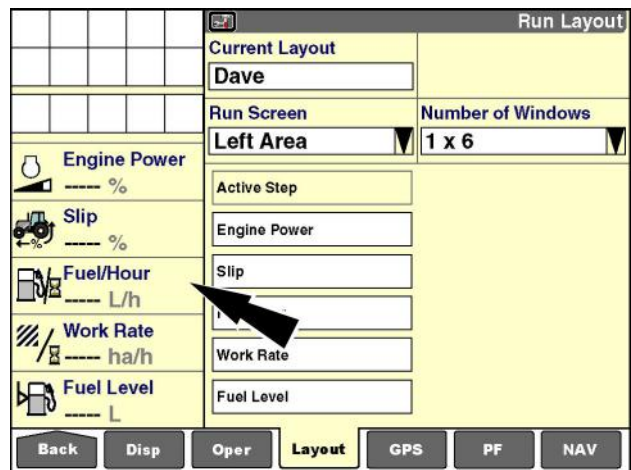 Run Layout
Current Layout
Dave
Run Screen
Number of Windows
Left Area
1 x 6
Engine Power
----- %
Slip
----- %
Fuel/Hour
----- L/h
Work Rate
----- ha/h
Fuel Level
----- L
Active Step
Engine Power
Slip
Work Rate
Fuel Level
Back
Disp
Oper
Layout
GPS
PF
NAV